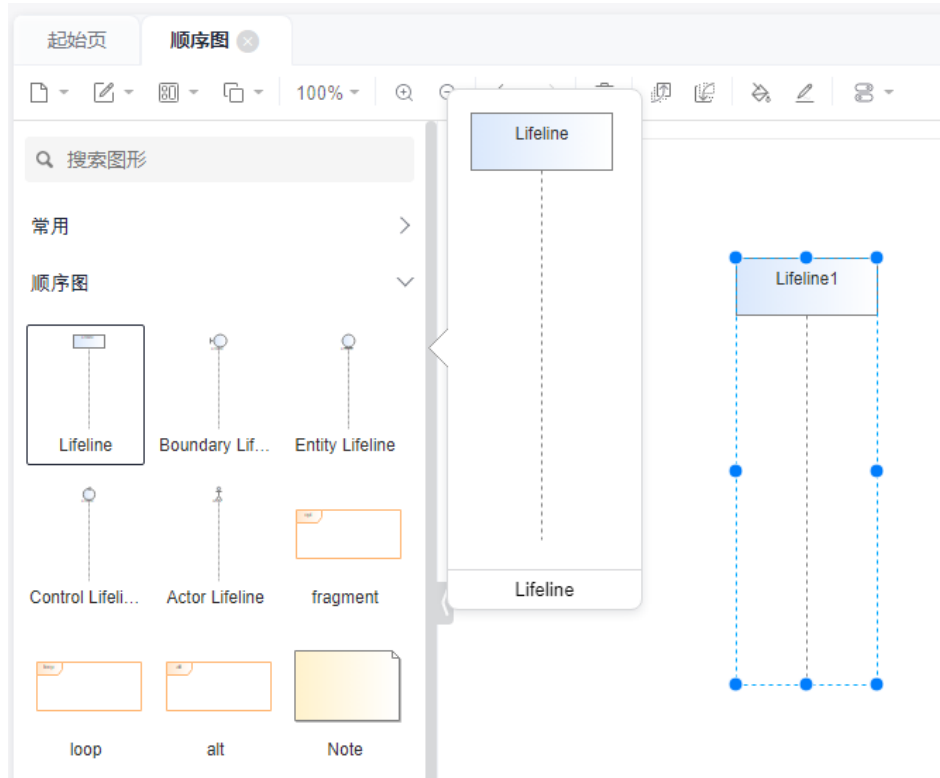 起始页
顺序图
100%
搜索图形
常用
顺序图
Lifeline
Boundary Lif...
Entity Lifeline
Control Lifeli...
Actor Lifeline
fragment
loop
alt
Note
Lifeline
Lifeline
Lifeline1